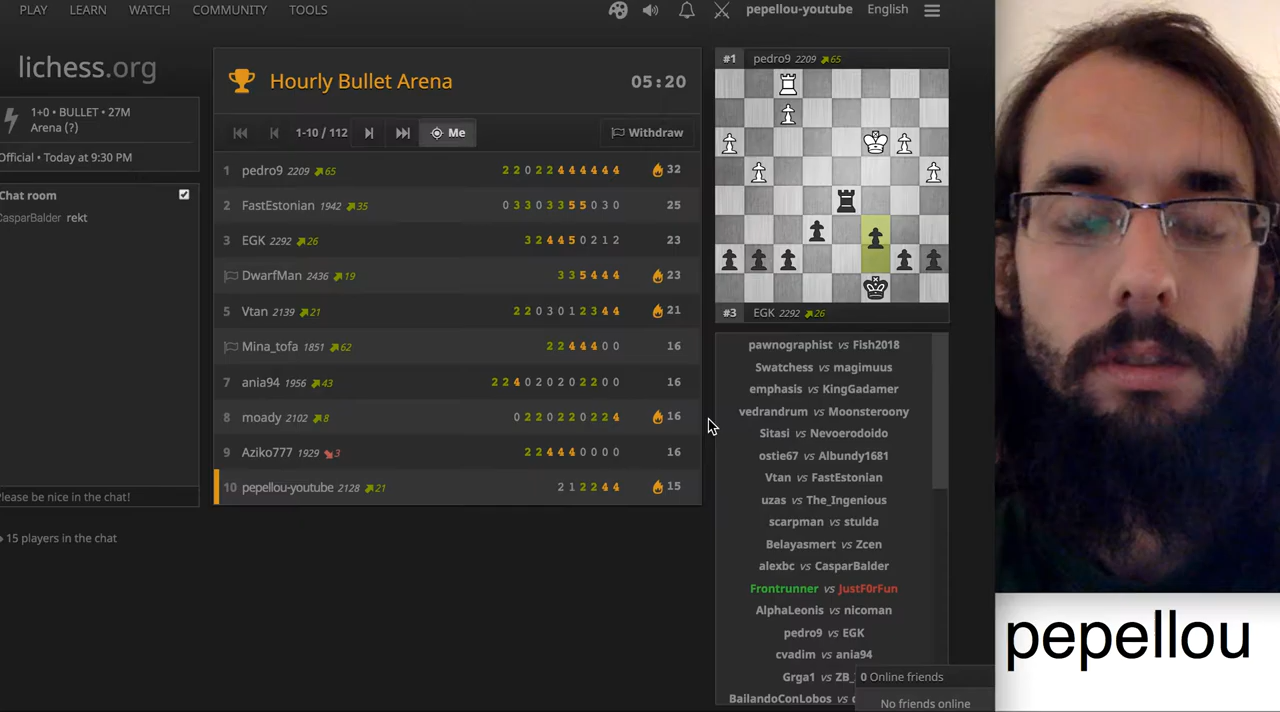 PLAY LEARN WATCH COMMUNITY TOOLS pepellou-youtube English
lichess.org
1+0 • BULLET • 27M
Arena (?)
Official • Today at 9:30 PM
Chat room
CasparBalder rekt
Please be nice in the chat!
15 players in the chat
Hourly Bullet Arena 05:20
1-10 / 112 Me Withdraw
1 pedro9 2209 65 2 2 0 2 2 4 4 4 4 4 4 32
2 FastEstonian 1942 35 0 3 3 0 3 3 5 5 0 3 0 25
3 EGK 2292 26 3 2 4 4 5 0 2 1 2 23
DwarfMan 2436 19 3 3 5 4 4 4 23
5 Vtan 2139 21 2 2 0 3 0 1 2 3 4 4 21
Mina_tofa 1851 62 2 2 4 4 4 0 0 16
7 ania94 1956 43 2 2 4 0 2 0 2 0 2 2 0 0 16
8 moady 2102 8 0 2 2 0 2 2 0 2 2 4 16
9 Aziko777 1929 3 2 2 4 4 4 0 0 0 0 16
10 pepellou-youtube 2128 21 2 1 2 2 4 4 15
#1 pedro9 2209 65
#3 EGK 2292 26
pawnographist vs Fish2018
Swatchess vs magimuus
emphasis vs KingGadamer
vedrandrum vs Moonsteroony
Sitasi vs Nevoerodoido
ostie67 vs Albundy1681
Vtan vs FastEstonian
uzas vs The_Ingenious
scarpman vs stulda
Belayasmert vs Zcen
alexbc vs CasparBalder
Frontrunner vs JustF0rFun
AlphaLeonis vs nicoman
pedro9 vs EGK
cvadim vs ania94
Grga1 vs ZB_
BailandoConLobos vs
0 Online friends
No friends online
pepellou